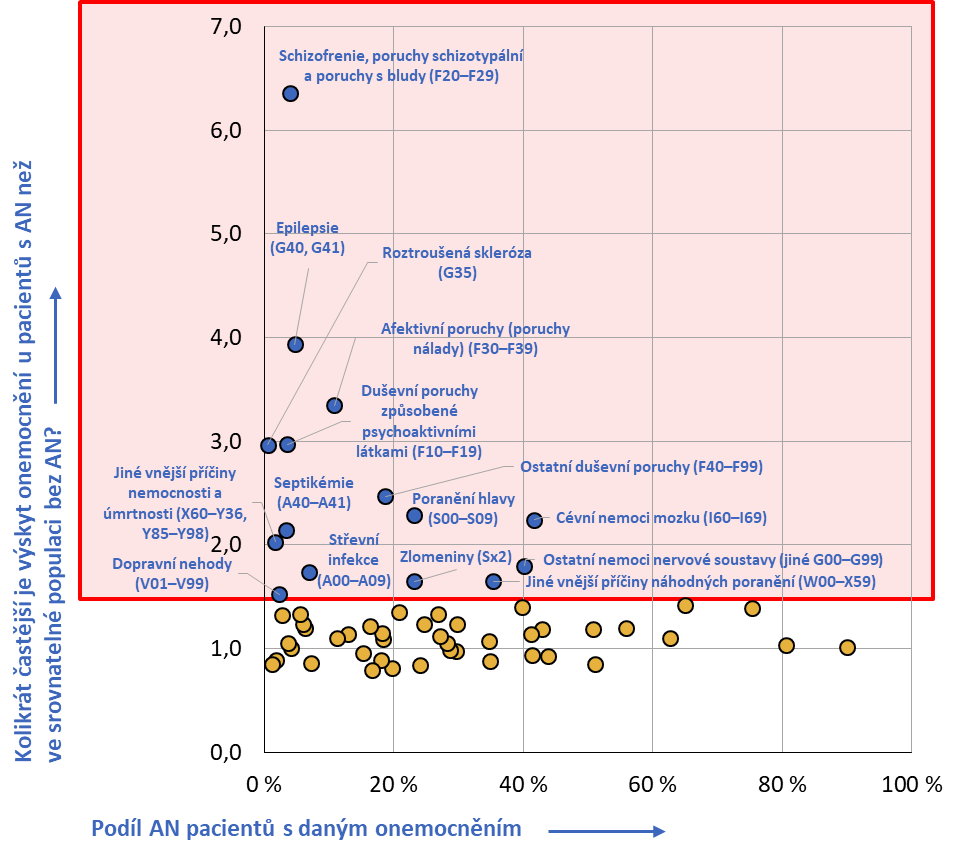 7,0
Schizofrenie, poruchy schizotypální
a poruchy s bludy (F20–F29)
6,0
5,0
Epilepsie
(G40, G41)
Roztroušená skleróza
(G35)
4,0
Afektivní poruchy (poruchy
nálady) (F30–F39)
Duševní poruchy
způsobené
psychoaktivními
látkami (F10–F19)
3,0
Ostatní duševní poruchy (F40–F99)
Jiné vnější příčiny
nemocnosti a
úmrtnosti (X60–Y36,
Y85–Y98)
Septikémie
(A40–A41)
Poranění hlavy
(S00–S09)
Cévní nemoci mozku (I60–I69)
2,0
Střevní
infekce
(A00–A09)
Zlomeniny (Sx2)
Ostatní nemoci nervové soustavy (jiné G00–G99)
Dopravní nehody
(V01–V99)
Jiné vnější příčiny náhodných poranění (W00–X59)
1,0
0,0
0 % 20 % 40 % 60 % 80 % 100 %
Kolikrát častější je výskyt onemocnění u pacientů s AN než
ve srovnatelné populaci bez AN?
Podíl AN pacientů s daným onemocněním